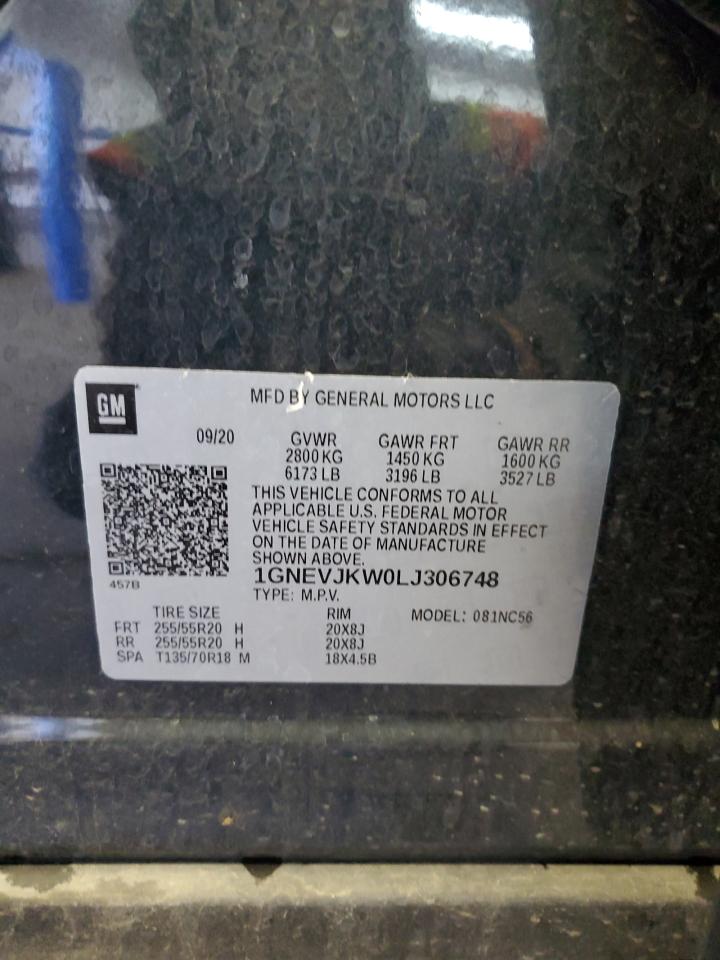 GM
MFD BY GENERAL MOTORS LLC
09/20 GVWR GAWR FRT GAWR RR
2800 KG 1450 KG 1600 KG
6173 LB 3196 LB 3527 LB
THIS VEHICLE CONFORMS TO ALL
APPLICABLE U.S. FEDERAL MOTOR
VEHICLE SAFETY STANDARDS IN EFFECT
ON THE DATE OF MANUFACTURE
SHOWN ABOVE.
457B
1GNEVJKW0LJ306748
TYPE: M.P.V.
TIRE SIZE RIM MODEL: 081NC56
FRT 255/55R20 H 20X8J
RR 255/55R20 H 20X8J
SPA T135/70R18 M 18X4.5B